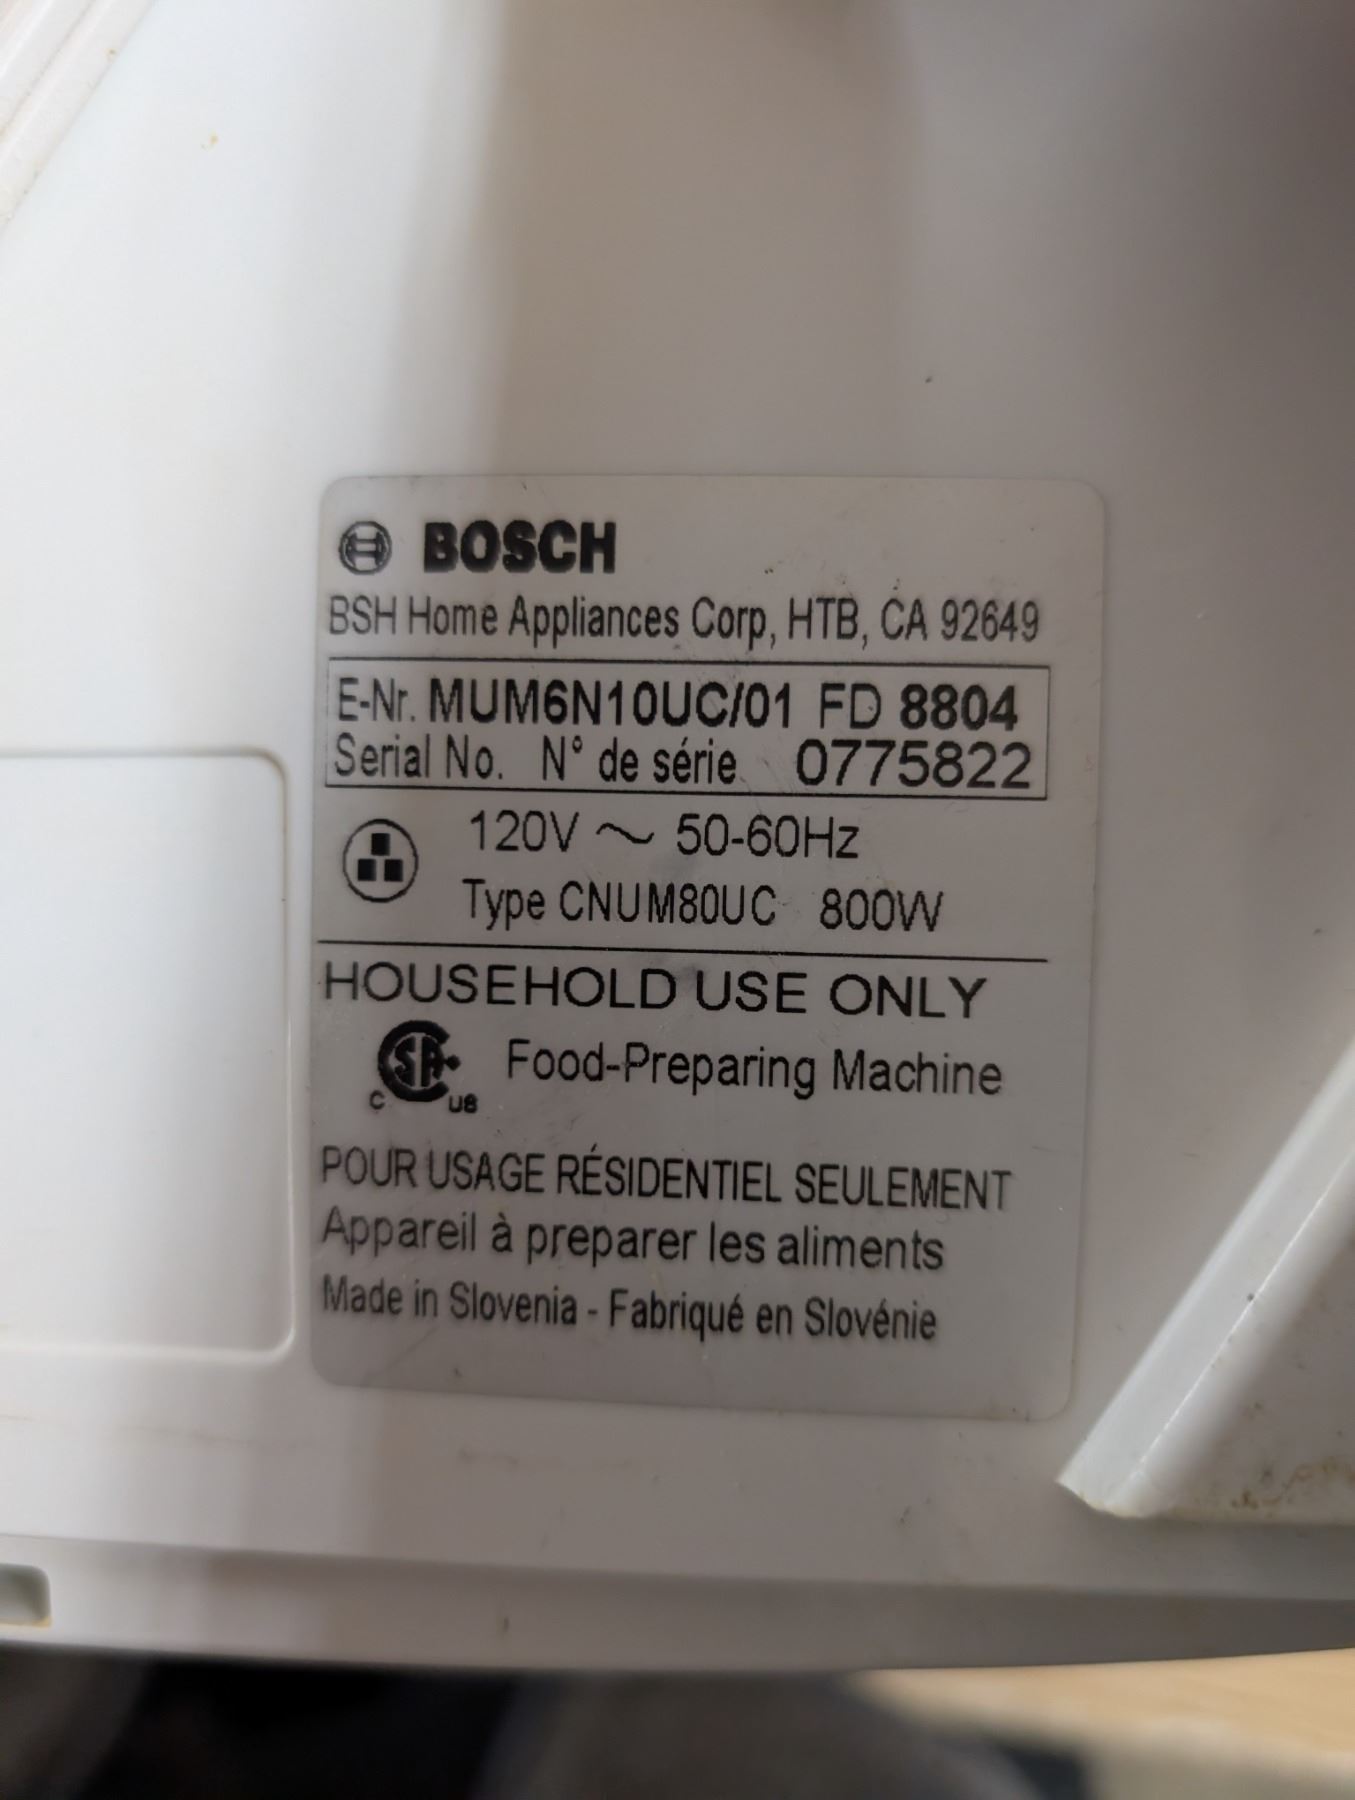 BOSCH
BSH Home Appliances Corp, HTB, CA 92649
E-Nr. MUM6N10UC/01 FD 8804
Serial No. N° de série 0775822
120V ~ 50-60Hz
Type CNUM80UC 800W
HOUSEHOLD USE ONLY
CSA Food-Preparing Machine
C US
POUR USAGE RÉSIDENTIEL SEULEMENT
Appareil à preparer les aliments
Made in Slovenia - Fabriqué en Slovénie